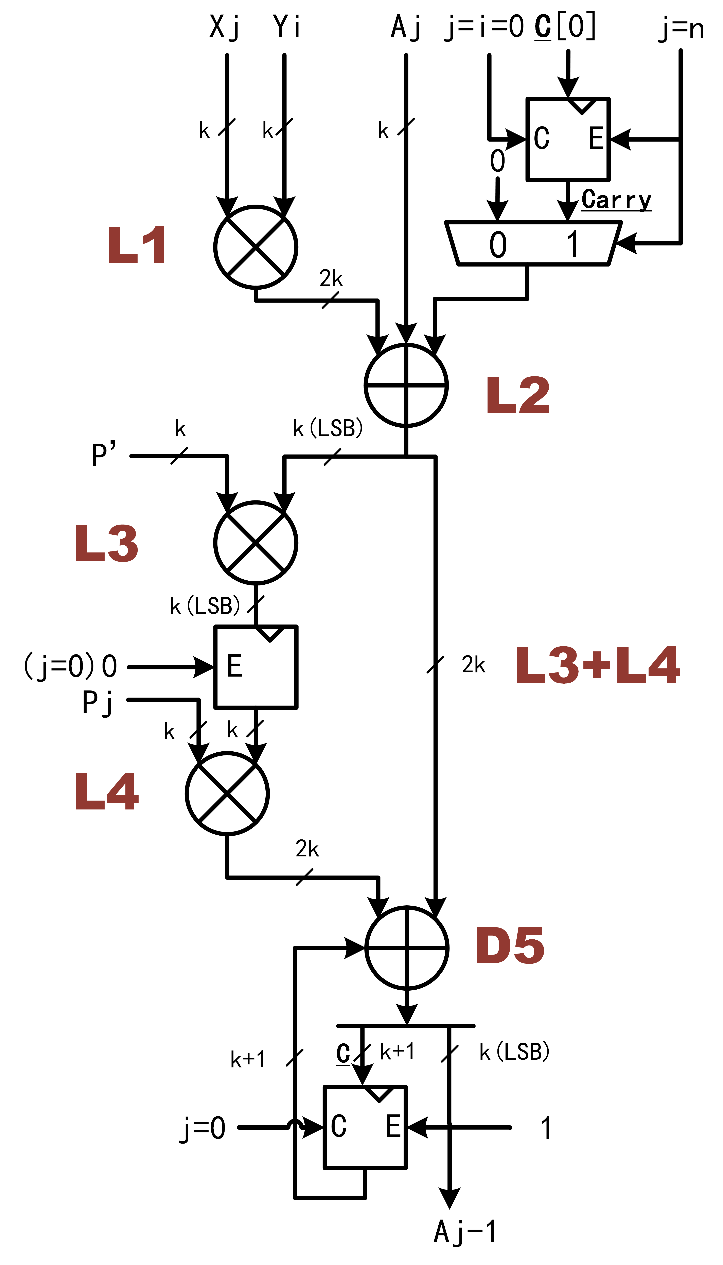 Xj Yi Aj j=i=0 C[0] j=n
k k k C E
0
Carry
L1 0 1
2k
L2
k(LSB)
P' k
L3
k(LSB)
(j=0)0 E 2k L3+L4
Pj
k k
L4
2k
D5
k+1 C k+1 k(LSB)
j=0 C E 1
Aj-1